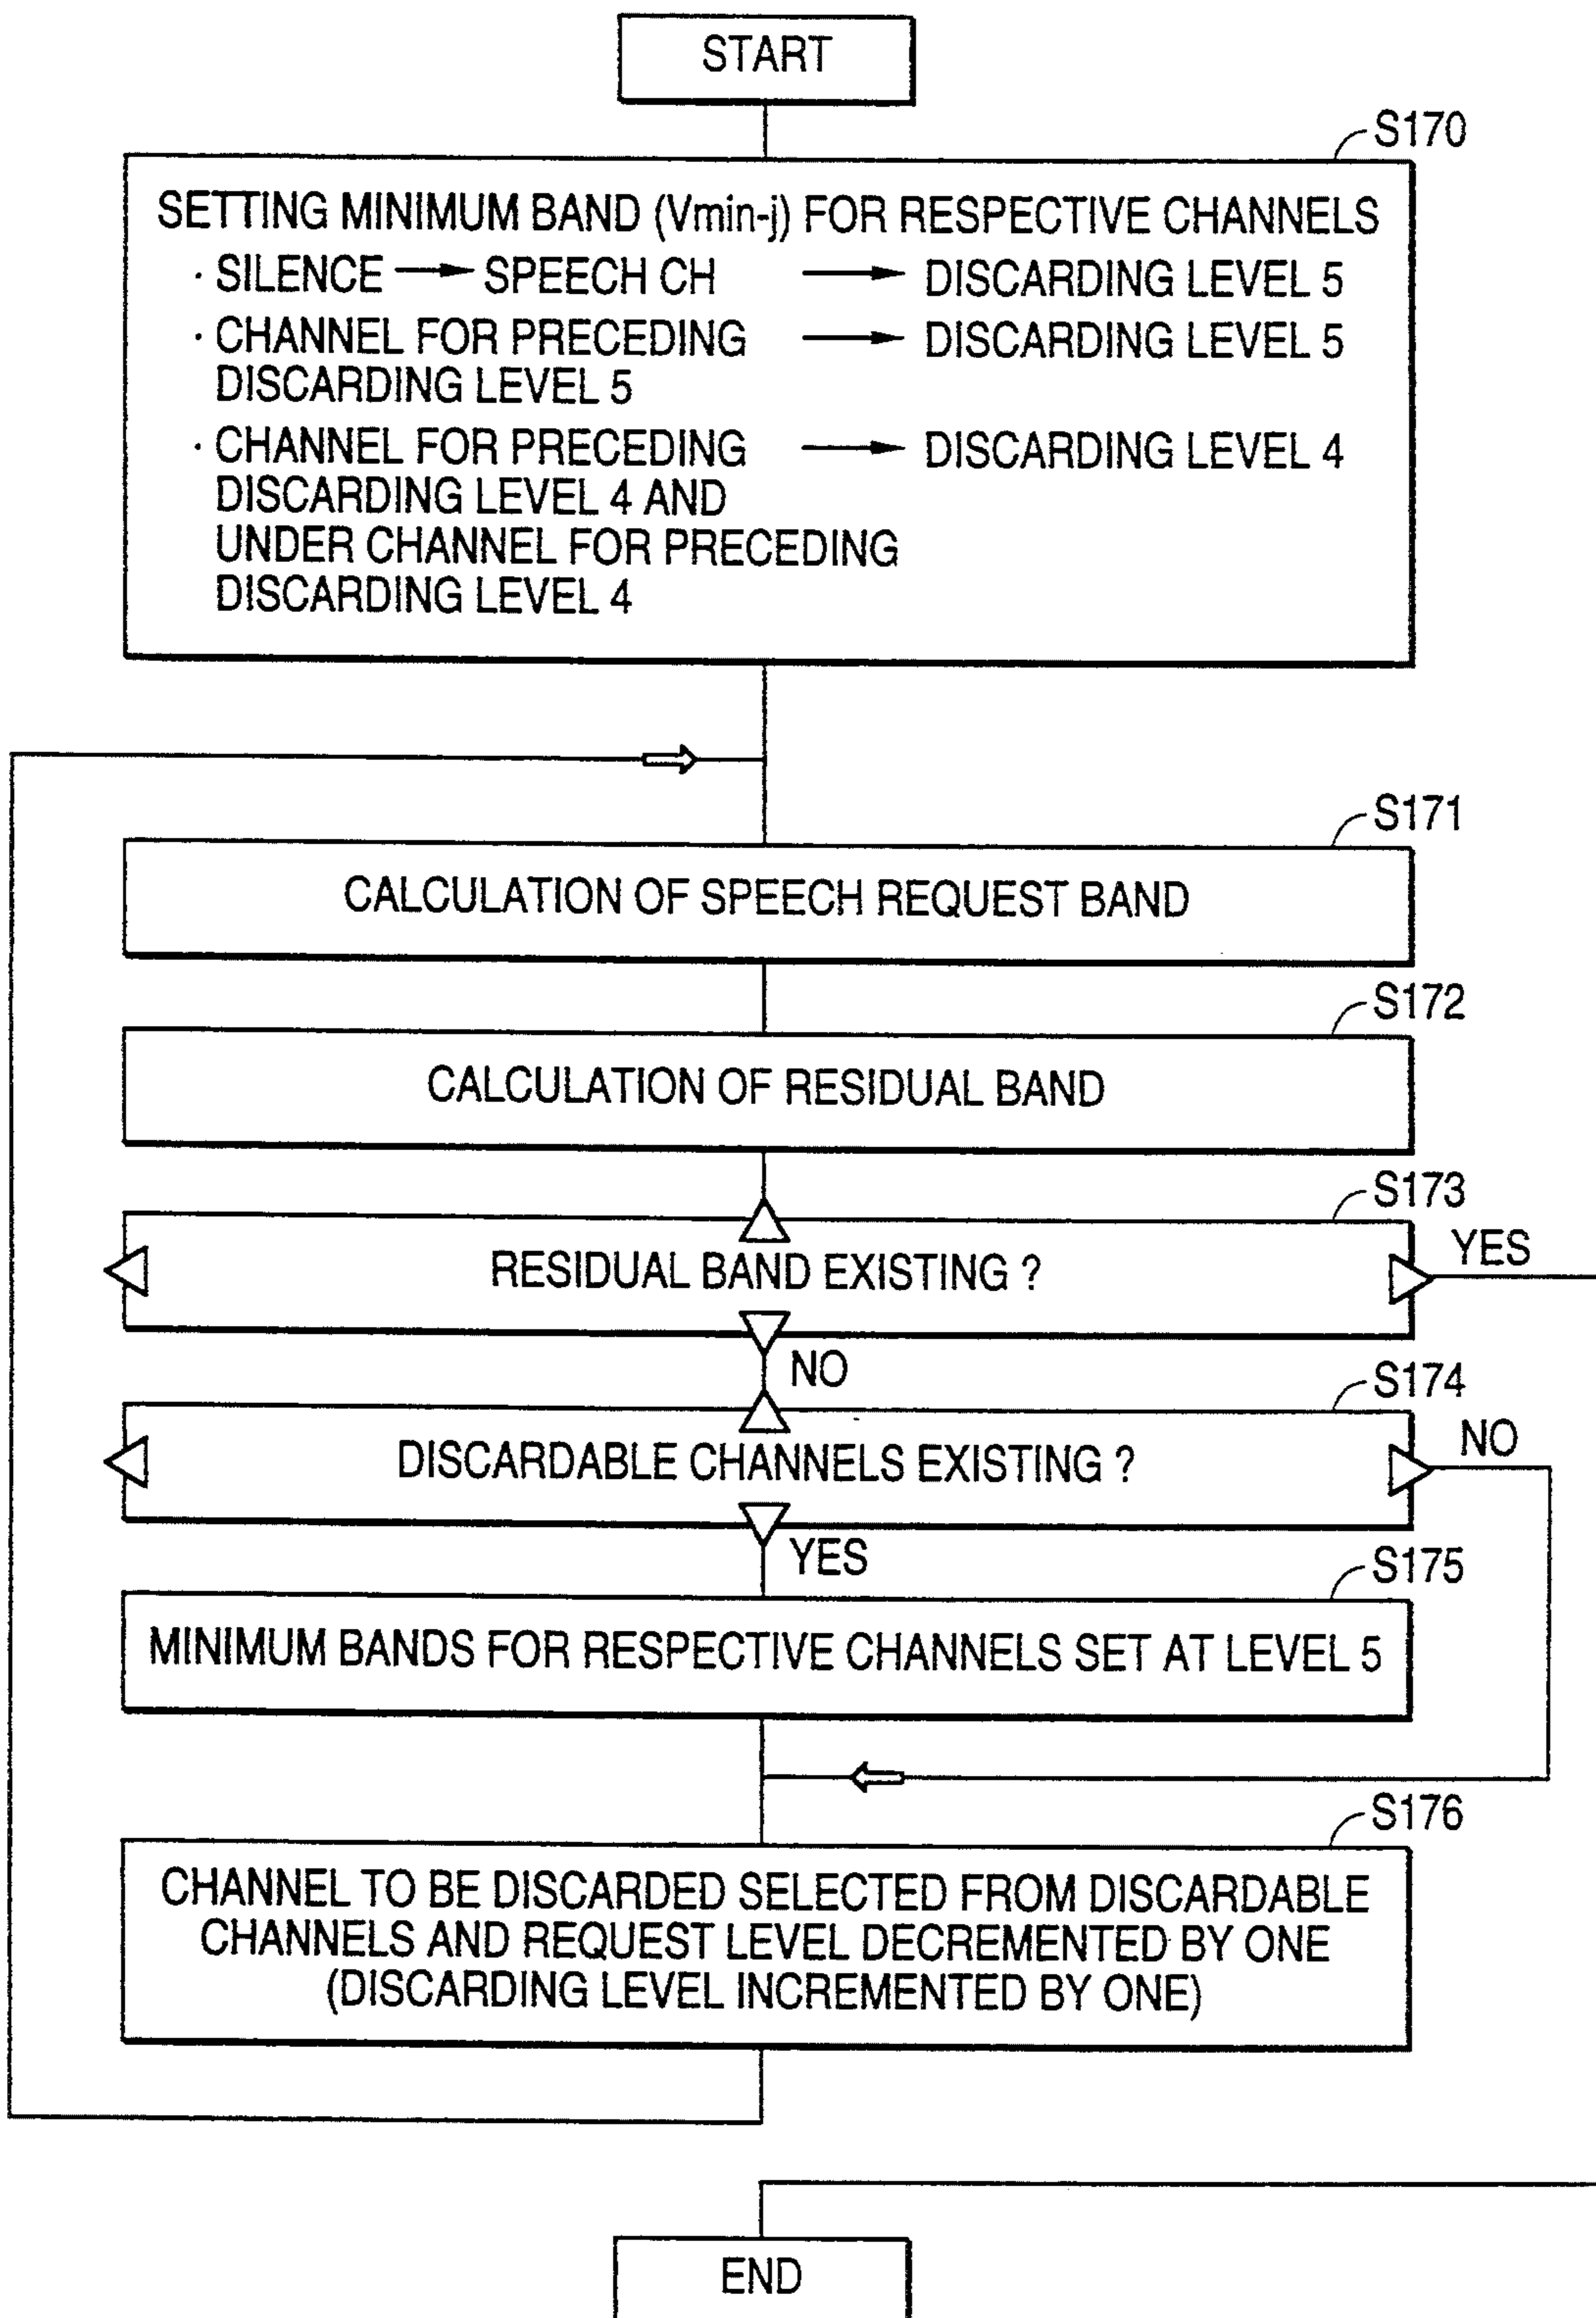 START
S170
SETTING MINIMUM BAND (Vmin-j) FOR RESPECTIVE CHANNELS
· SILENCE → SPEECH CH → DISCARDING LEVEL 5
· CHANNEL FOR PRECEDING → DISCARDING LEVEL 5
DISCARDING LEVEL 5
· CHANNEL FOR PRECEDING → DISCARDING LEVEL 4
DISCARDING LEVEL 4 AND
UNDER CHANNEL FOR PRECEDING
DISCARDING LEVEL 4
S171
CALCULATION OF SPEECH REQUEST BAND
S172
CALCULATION OF RESIDUAL BAND
S173
RESIDUAL BAND EXISTING ?
YES
NO
S174
DISCARDABLE CHANNELS EXISTING ?
NO
YES
S175
MINIMUM BANDS FOR RESPECTIVE CHANNELS SET AT LEVEL 5
S176
CHANNEL TO BE DISCARDED SELECTED FROM DISCARDABLE
CHANNELS AND REQUEST LEVEL DECREMENTED BY ONE
(DISCARDING LEVEL INCREMENTED BY ONE)
END